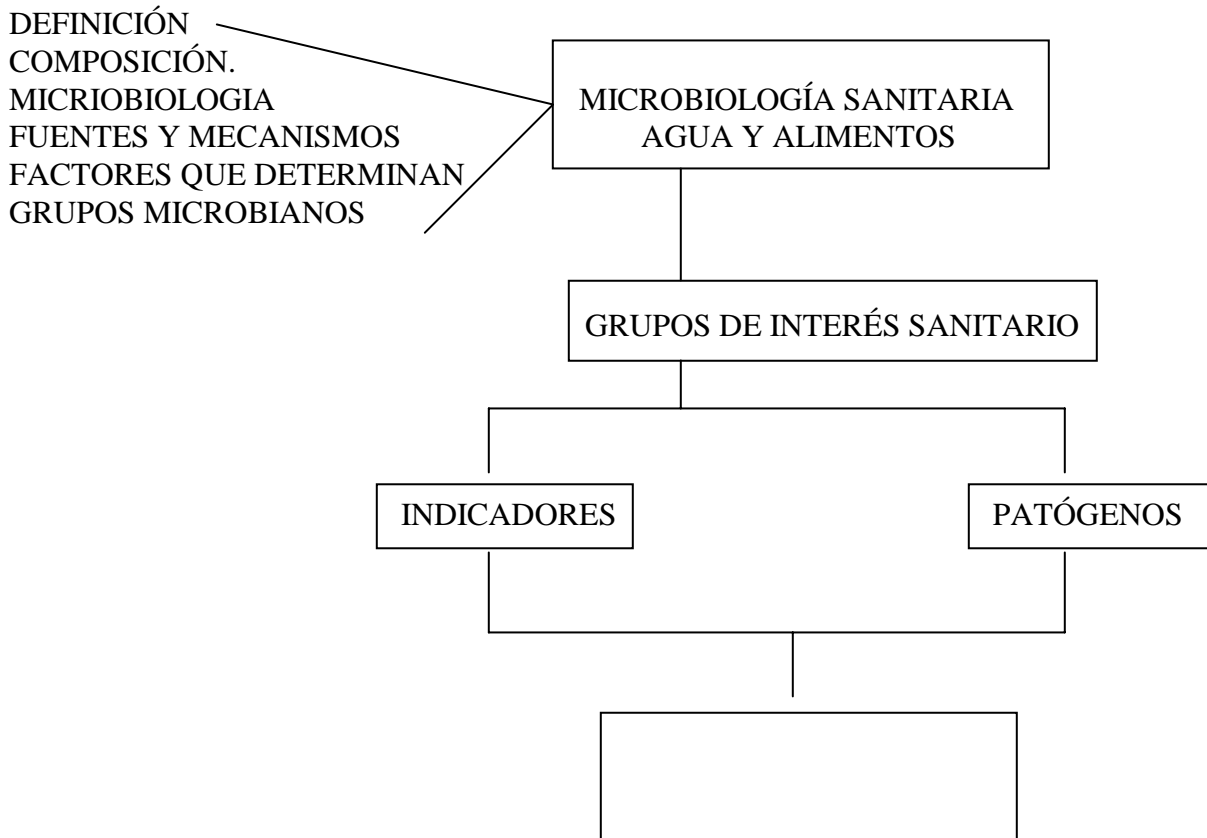 DEFINICIÓN
COMPOSICIÓN.
MICRIOBIOLOGIA
FUENTES Y MECANISMOS
FACTORES QUE DETERMINAN
GRUPOS MICROBIANOS
MICROBIOLOGÍA SANITARIA
AGUA Y ALIMENTOS
GRUPOS DE INTERÉS SANITARIO
INDICADORES
PATÓGENOS